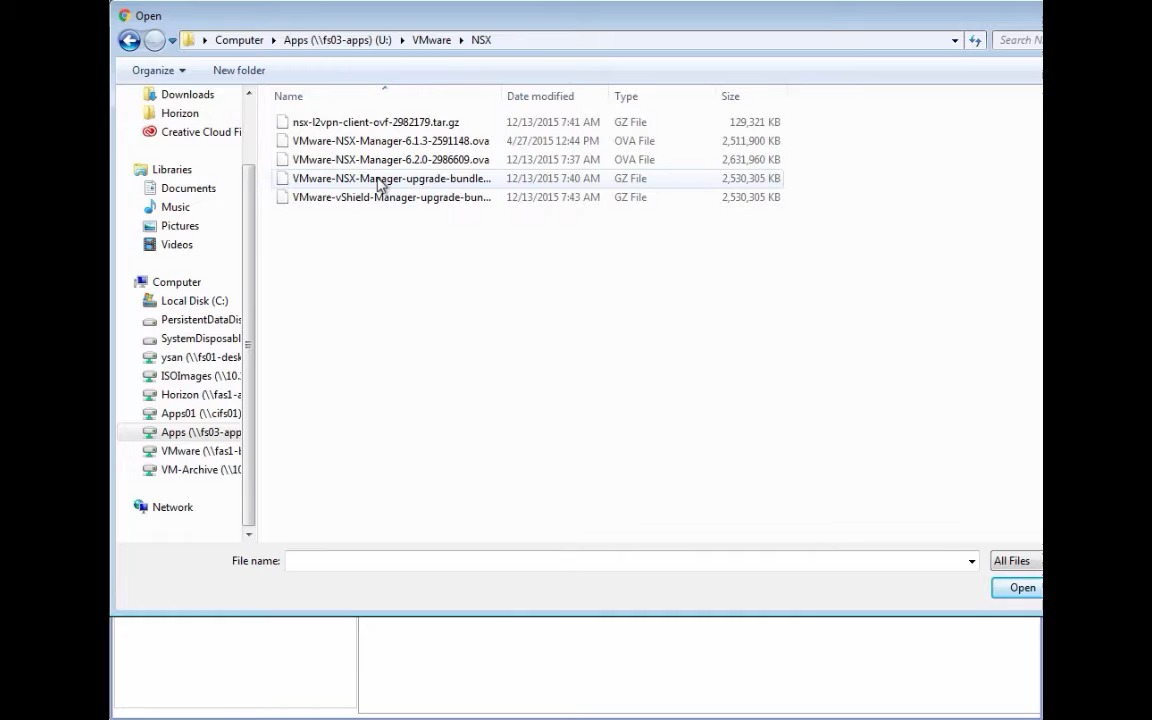 Open
Computer Apps (\\fs03-apps) (U:) VMware NSX Search N
Organize New folder
Name Date modified Type Size
nsx-l2vpn-client-ovf-2982179.tar.gz 12/13/2015 7:41 AM GZ File 129,321 KB
VMware-NSX-Manager-6.1.3-2591148.ova 4/27/2015 12:44 PM OVA File 2,511,900 KB
VMware-NSX-Manager-6.2.0-2986609.ova 12/13/2015 7:37 AM OVA File 2,631,960 KB
VMware-NSX-Manager-upgrade-bundle... 12/13/2015 7:40 AM GZ File 2,530,305 KB
VMware-vShield-Manager-upgrade-bun... 12/13/2015 7:43 AM GZ File 2,530,305 KB
Downloads
Horizon
Creative Cloud Fi
Libraries
Documents
Music
Pictures
Videos
Computer
Local Disk (C:)
PersistentDataDis
SystemDisposabl
ysan (\\fs01-desk
ISOImages (\\10.
Horizon (\\fas1-a
Apps01 (\\cifs01)
Apps (\\fs03-app
VMware (\\fas1-b
VM-Archive (\\10
Network
File name: All Files
Open